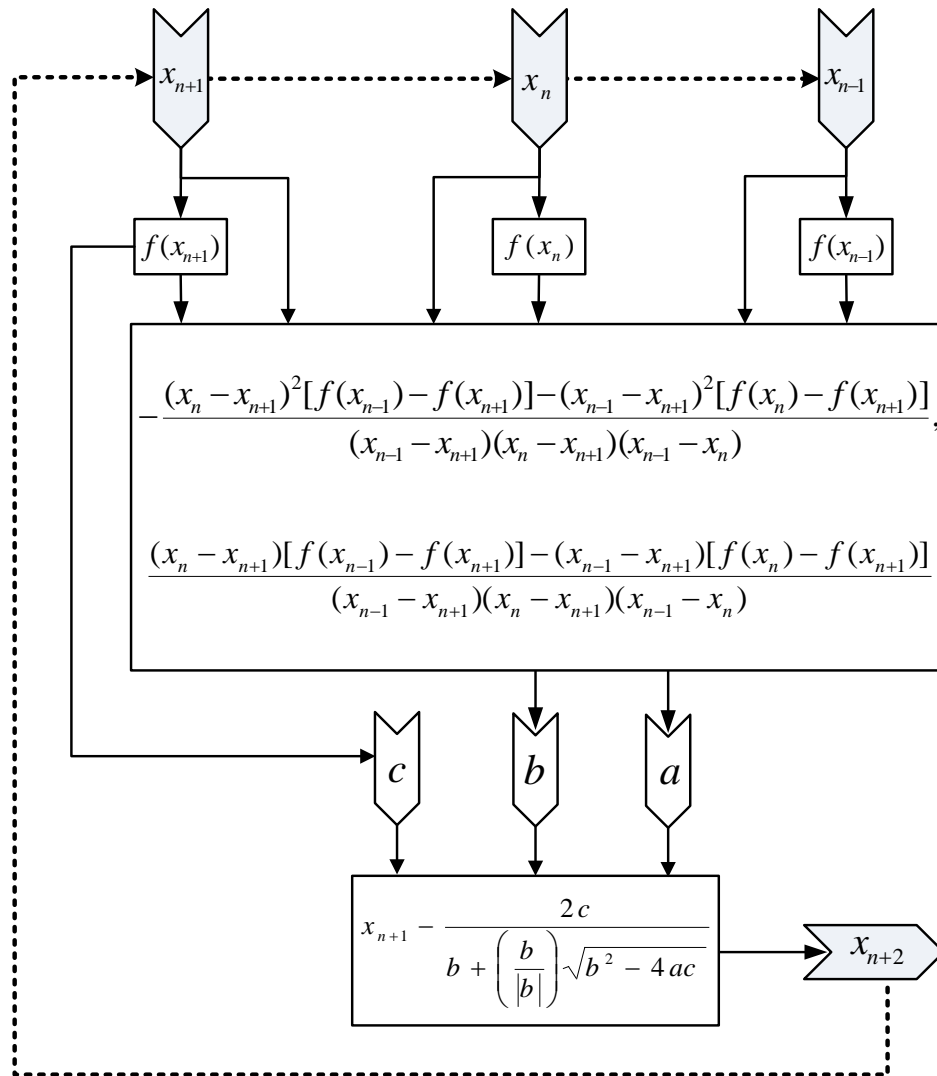 x_{n+1} x_n x_{n-1}
f(x_{n+1}) f(x_n) f(x_{n-1})
-\frac{(x_n - x_{n+1})^2[f(x_{n-1}) - f(x_{n+1})] - (x_{n-1} - x_{n+1})^2[f(x_n) - f(x_{n+1})]}{(x_{n-1} - x_{n+1})(x_n - x_{n+1})(x_{n-1} - x_n)},
\frac{(x_n - x_{n+1})[f(x_{n-1}) - f(x_{n+1})] - (x_{n-1} - x_{n+1})[f(x_n) - f(x_{n+1})]}{(x_{n-1} - x_{n+1})(x_n - x_{n+1})(x_{n-1} - x_n)}
c b a
x_{n+1} - \frac{2c}{b + \left(\frac{b}{|b|}\right)\sqrt{b^2 - 4ac}}
x_{n+2}